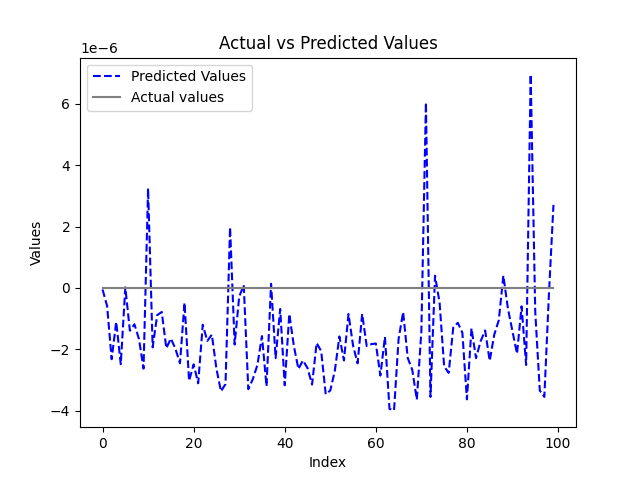 Actual vs Predicted Values
1e−6
Predicted Values
Actual values
6
4
2
0
−2
−4
Values
0
20
40
60
80
100
Index